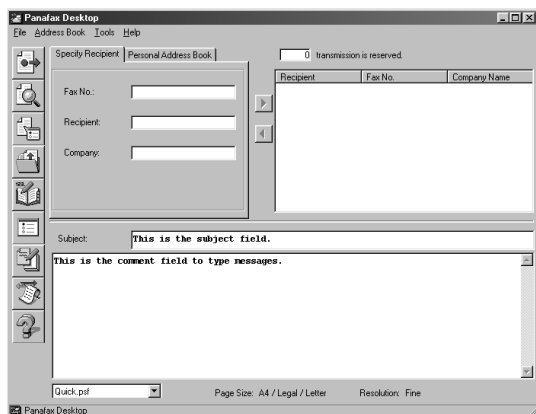 Panafax Desktop
File Address Book Tools Help
Specify Recipient Personal Address Book
0 transmission is reserved.
Fax No.:
Recipient:
Company:
Recipient Fax No. Company Name
Subject: This is the subject field.
This is the comment field to type messages.
Quick.psf Page Size: A4 / Legal / Letter Resolution: Fine
Panafax Desktop